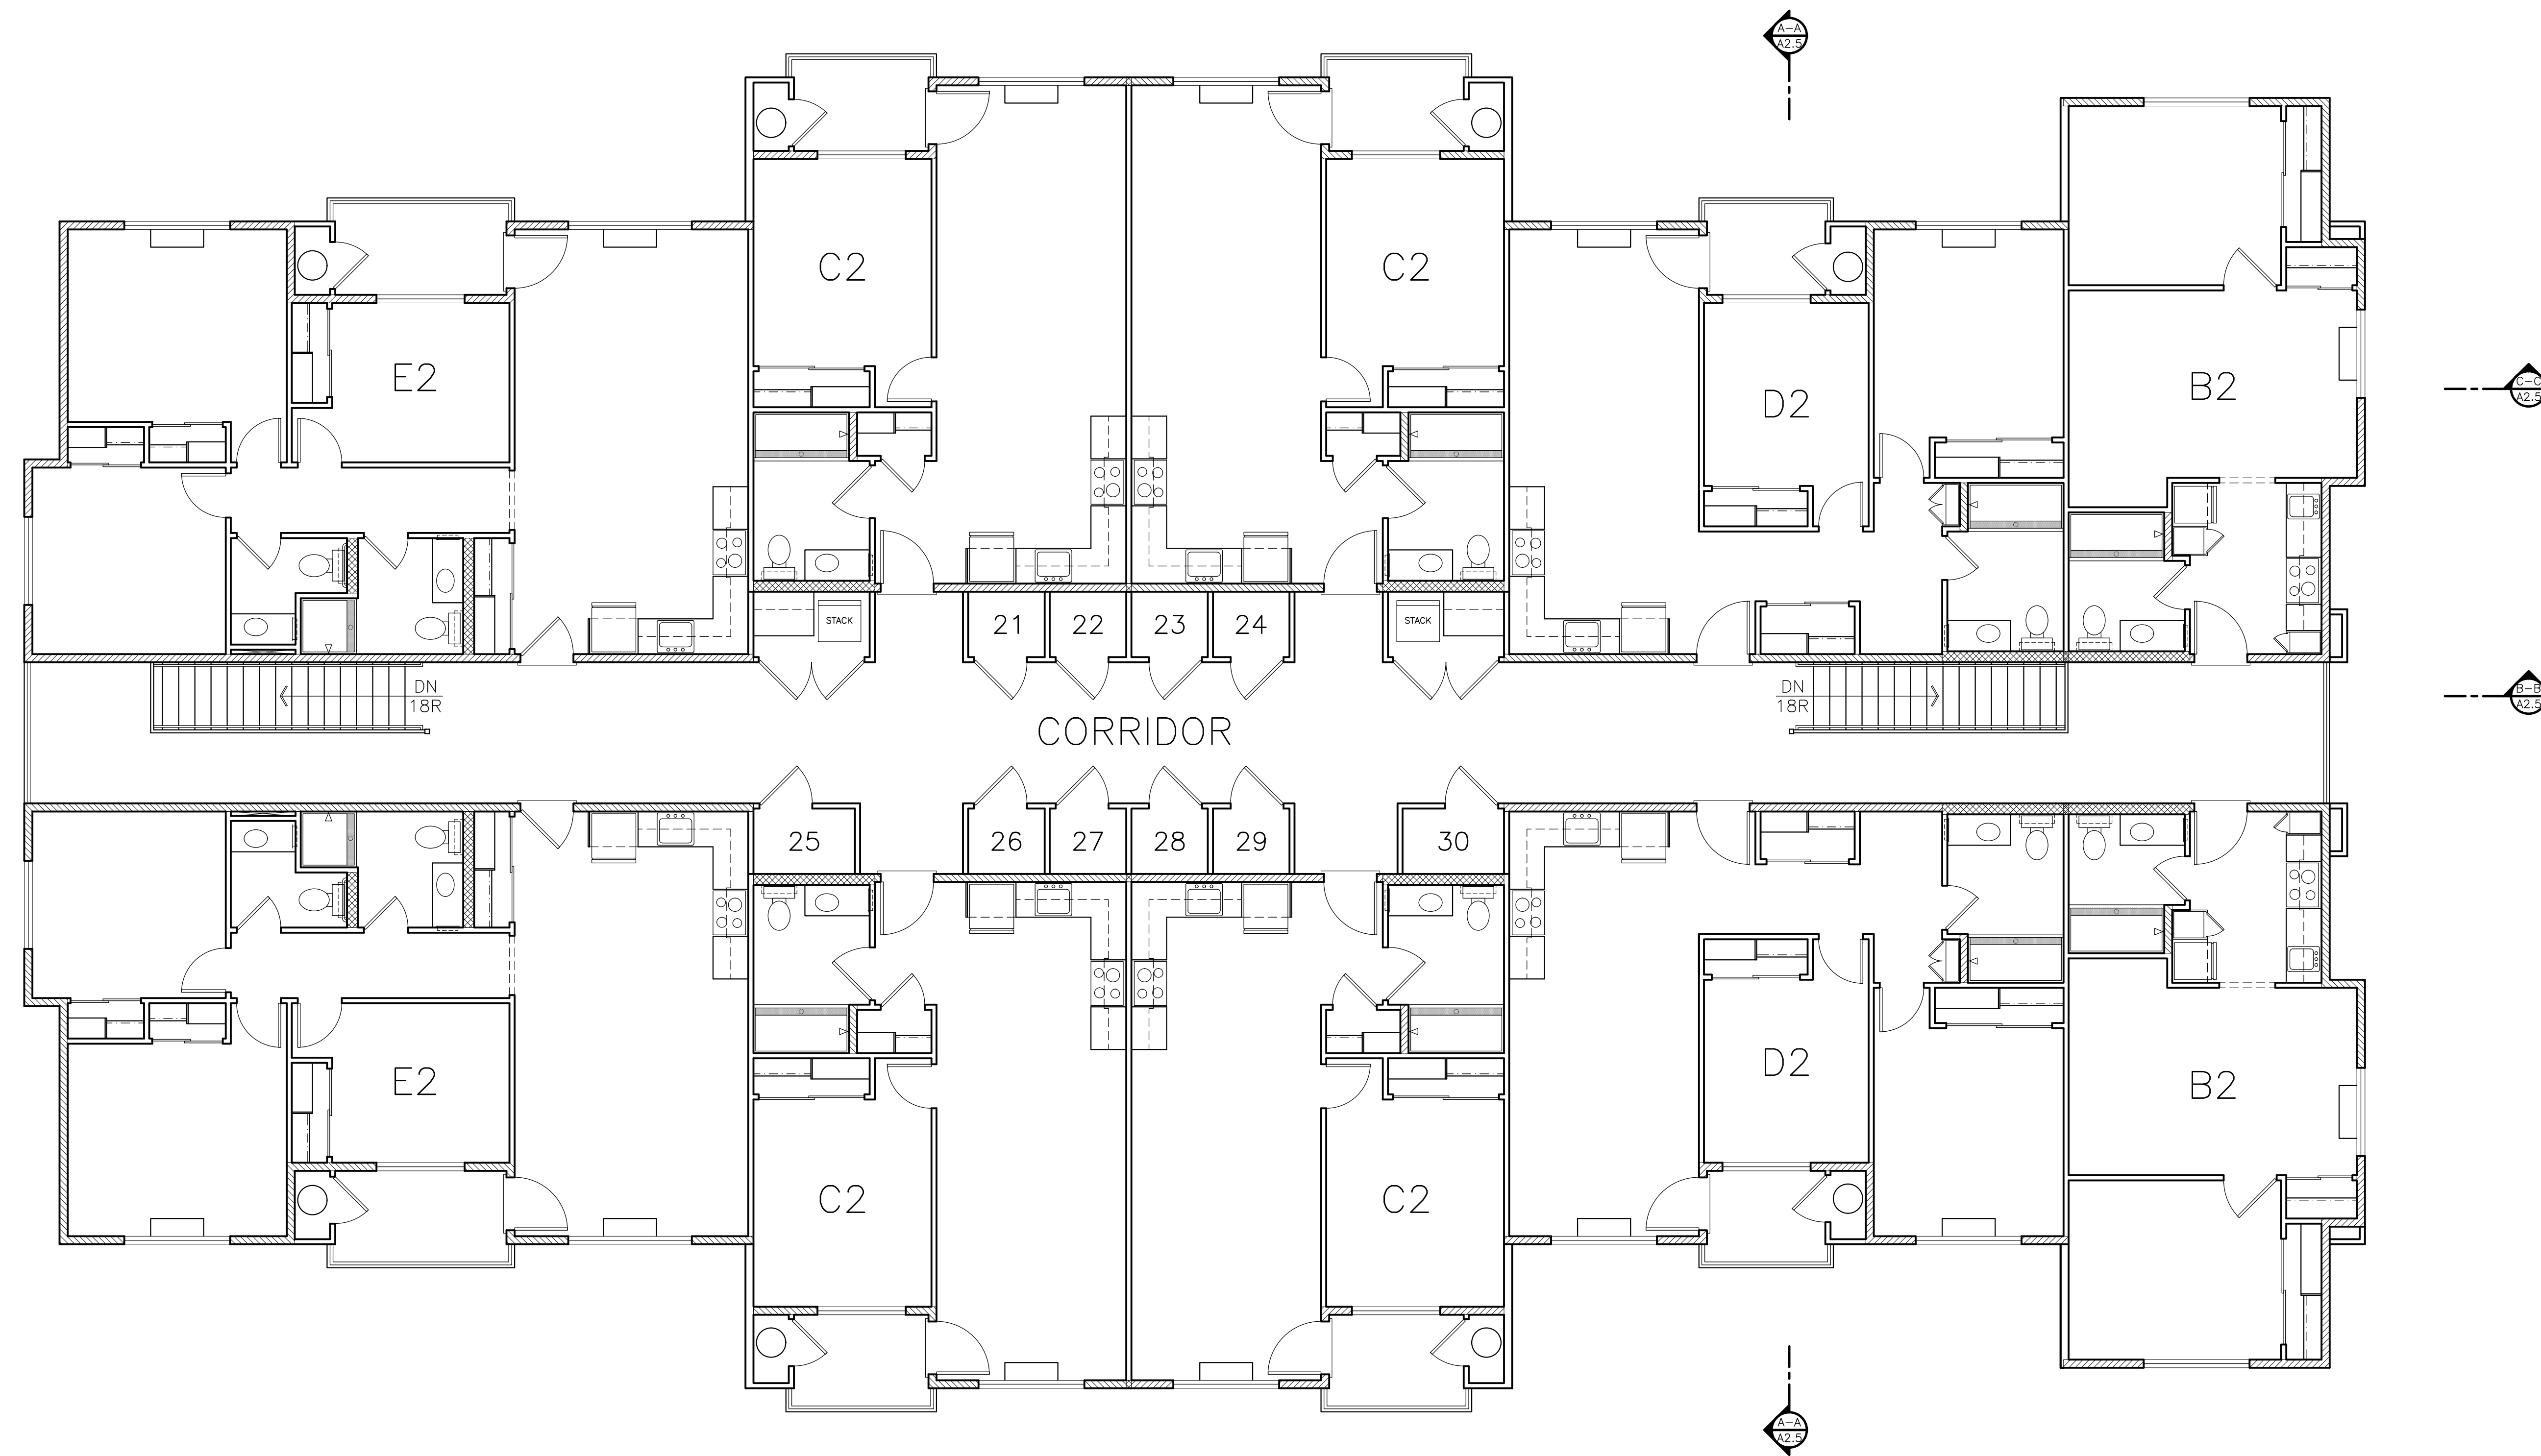 A-A
A2.5
C2
C2
E2
D2
B2
C-C
A2.5
STACK
21
22
23
24
STACK
DN
18R
DN
18R
B-B
A2.5
CORRIDOR
25
26
27
28
29
30
E2
D2
B2
C2
C2
A-A
A2.5